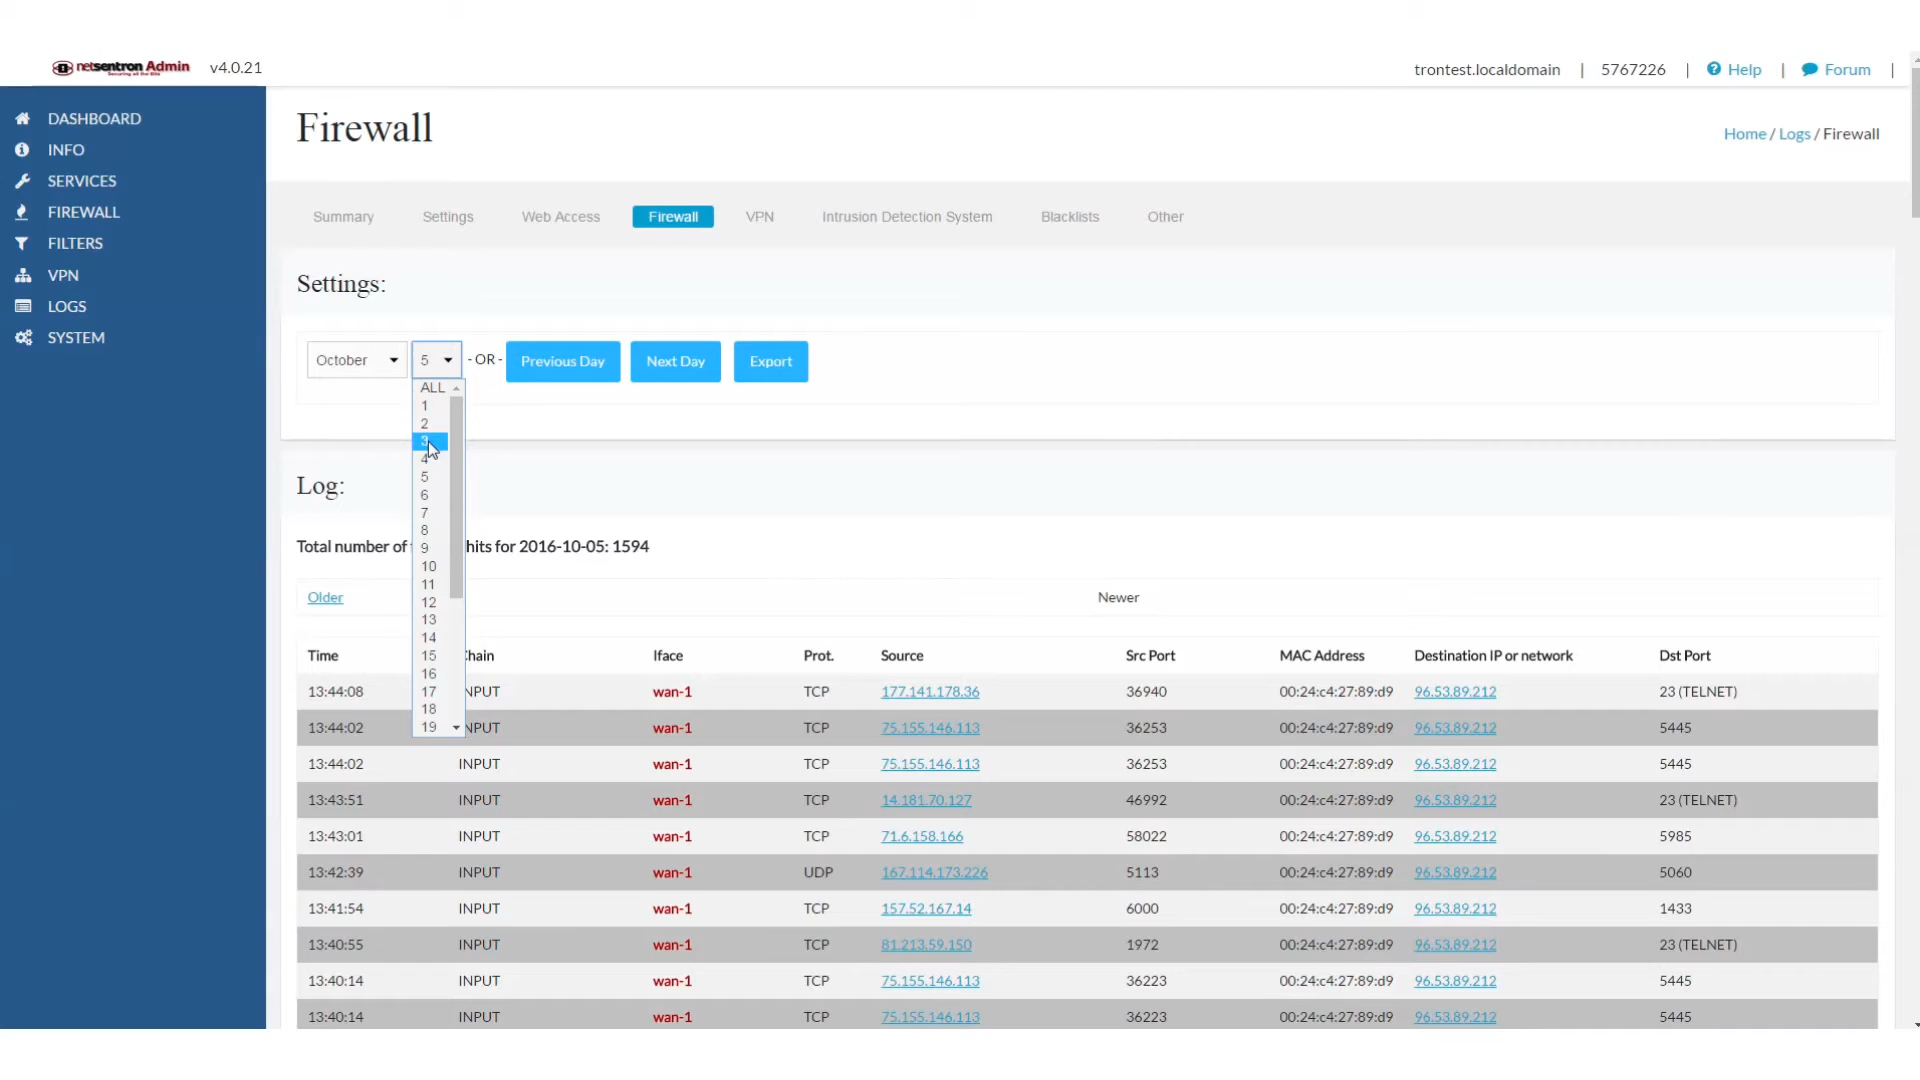 netsentron Admin v4.0.21
Securing all the Bits
trontest.localdomain | 5767226 | Help | Forum |
DASHBOARD
INFO
SERVICES
FIREWALL
FILTERS
VPN
LOGS
SYSTEM
Firewall
Home / Logs / Firewall
Summary Settings Web Access Firewall VPN Intrusion Detection System Blacklists Other
Settings:
October 5 - OR - Previous Day Next Day Export
ALL
1
2
3
4
5
6
7
8
9
10
11
12
13
14
15
16
17
18
19
Log:
Total number of hits for 2016-10-05: 1594
Older Newer
Time Chain Iface Prot. Source Src Port MAC Address Destination IP or network Dst Port
13:44:08 INPUT wan-1 TCP 177.141.178.36 36940 00:24:c4:27:89:d9 96.53.89.212 23 (TELNET)
13:44:02 INPUT wan-1 TCP 75.155.146.113 36253 00:24:c4:27:89:d9 96.53.89.212 5445
13:44:02 INPUT wan-1 TCP 75.155.146.113 36253 00:24:c4:27:89:d9 96.53.89.212 5445
13:43:51 INPUT wan-1 TCP 14.181.70.127 46992 00:24:c4:27:89:d9 96.53.89.212 23 (TELNET)
13:43:01 INPUT wan-1 TCP 71.6.158.166 58022 00:24:c4:27:89:d9 96.53.89.212 5985
13:42:39 INPUT wan-1 UDP 167.114.173.226 5113 00:24:c4:27:89:d9 96.53.89.212 5060
13:41:54 INPUT wan-1 TCP 157.52.167.14 6000 00:24:c4:27:89:d9 96.53.89.212 1433
13:40:55 INPUT wan-1 TCP 81.213.59.150 1972 00:24:c4:27:89:d9 96.53.89.212 23 (TELNET)
13:40:14 INPUT wan-1 TCP 75.155.146.113 36223 00:24:c4:27:89:d9 96.53.89.212 5445
13:40:14 INPUT wan-1 TCP 75.155.146.113 36223 00:24:c4:27:89:d9 96.53.89.212 5445